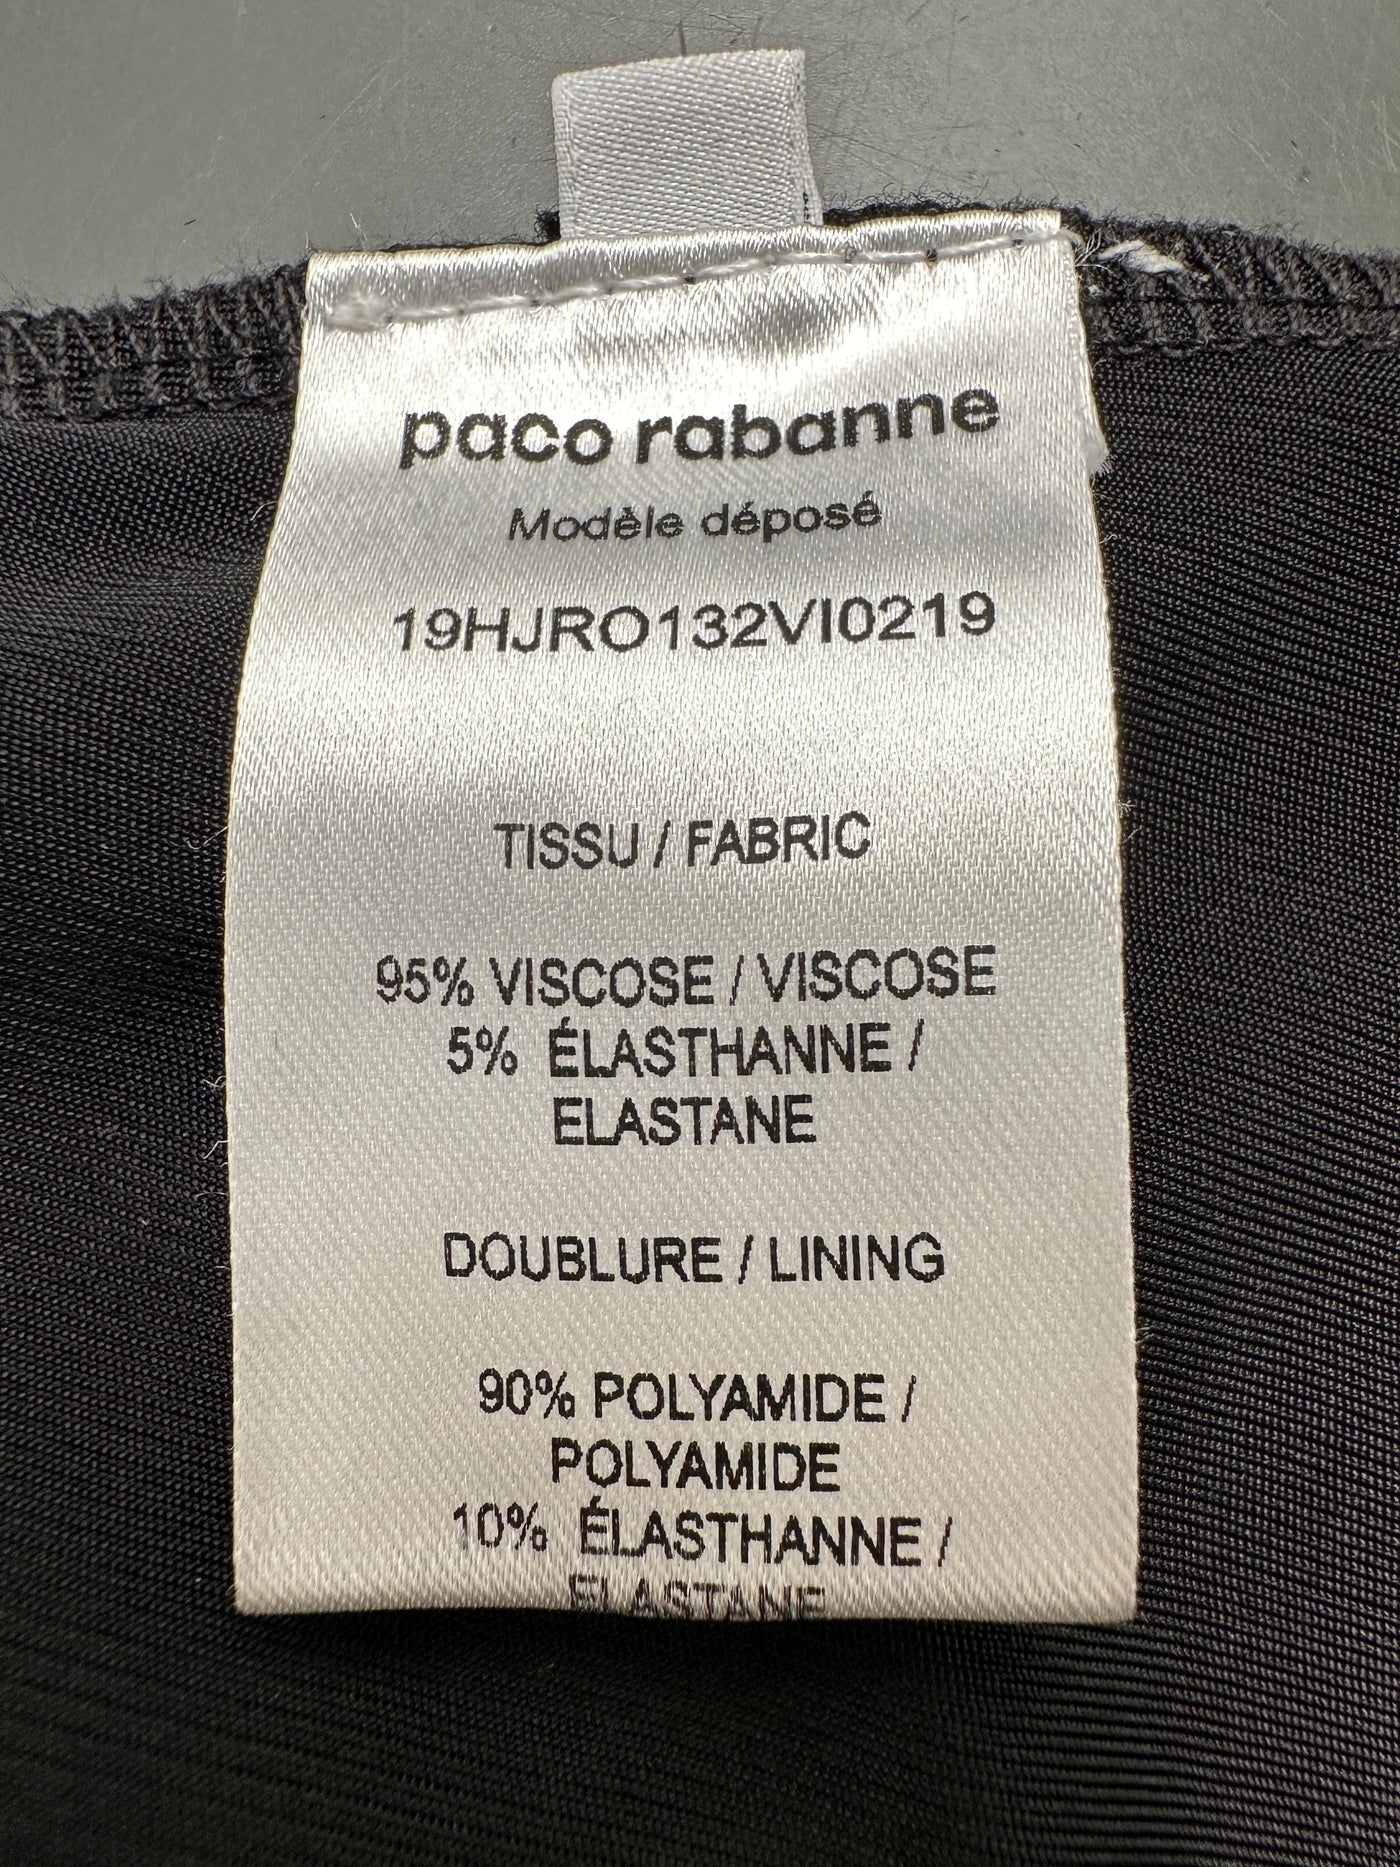 paco rabanne
Modèle déposé
19HJRO132VI0219
TISSU / FABRIC
95% VISCOSE / VISCOSE
5% ÉLASTHANNE /
ELASTANE
DOUBLURE / LINING
90% POLYAMIDE /
POLYAMIDE
10% ÉLASTHANNE /
ELASTANE